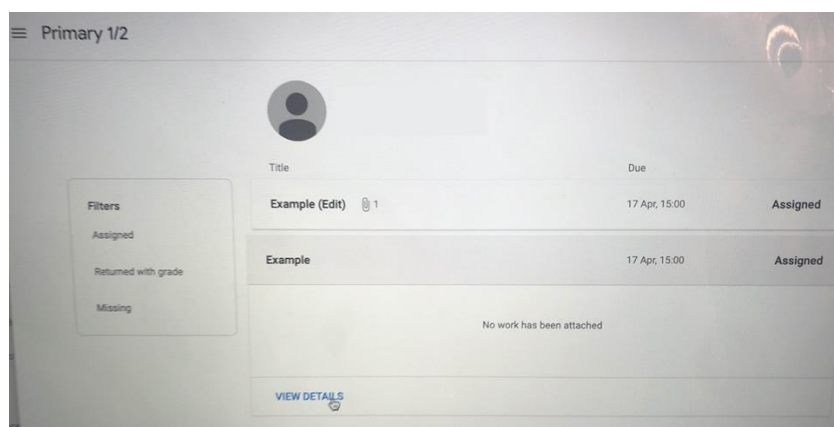 Primary 1/2
Title Due
Example (Edit) 1 17 Apr, 15:00 Assigned
Filters
Assigned
Returned with grade
Missing
Example 17 Apr, 15:00 Assigned
No work has been attached
VIEW DETAILS